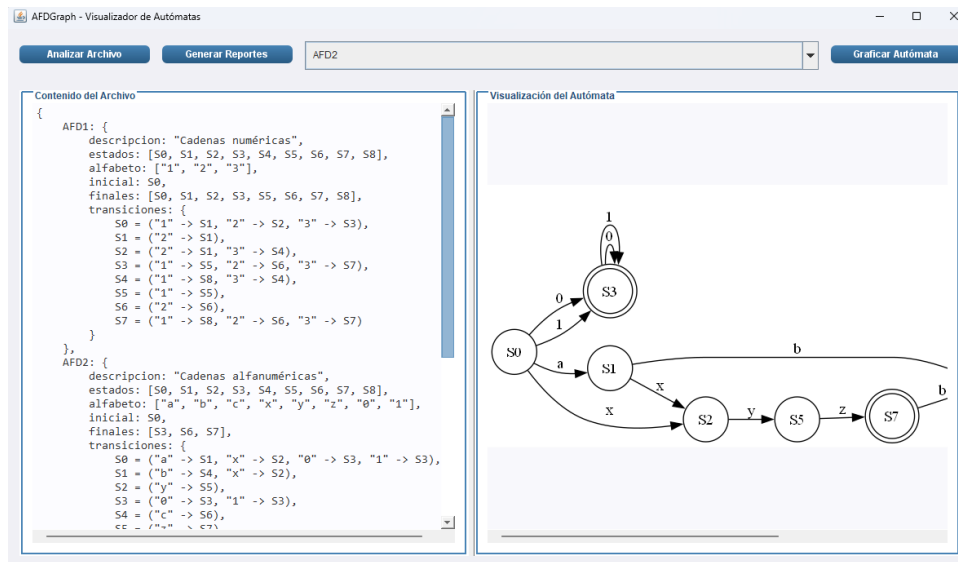 AFDGraph - Visualizador de Autómatas
Analizar Archivo
Generar Reportes
AFD2
Graficar Autómata
Contenido del Archivo
{
AFD1: {
descripcion: "Cadenas numéricas",
estados: [S0, S1, S2, S3, S4, S5, S6, S7, S8],
alfabeto: ["1", "2", "3"],
inicial: S0,
finales: [S0, S1, S2, S3, S5, S6, S7, S8],
transiciones: {
S0 = ("1" -> S1, "2" -> S2, "3" -> S3),
S1 = ("2" -> S1),
S2 = ("2" -> S1, "3" -> S4),
S3 = ("1" -> S5, "2" -> S6, "3" -> S7),
S4 = ("1" -> S8, "3" -> S4),
S5 = ("1" -> S5),
S6 = ("2" -> S6),
S7 = ("1" -> S8, "2" -> S6, "3" -> S7)
}
},
AFD2: {
descripcion: "Cadenas alfanuméricas",
estados: [S0, S1, S2, S3, S4, S5, S6, S7, S8],
alfabeto: ["a", "b", "c", "x", "y", "z", "0", "1"],
inicial: S0,
finales: [S3, S6, S7],
transiciones: {
S0 = ("a" -> S1, "x" -> S2, "0" -> S3, "1" -> S3),
S1 = ("b" -> S4, "x" -> S2),
S2 = ("y" -> S5),
S3 = ("0" -> S3, "1" -> S3),
S4 = ("c" -> S6),
S5 = ("z" -> S7)
Visualización del Autómata
1
0
S3
0
1
S0
a
S1
b
x
x
S2
y
S5
z
S7
b